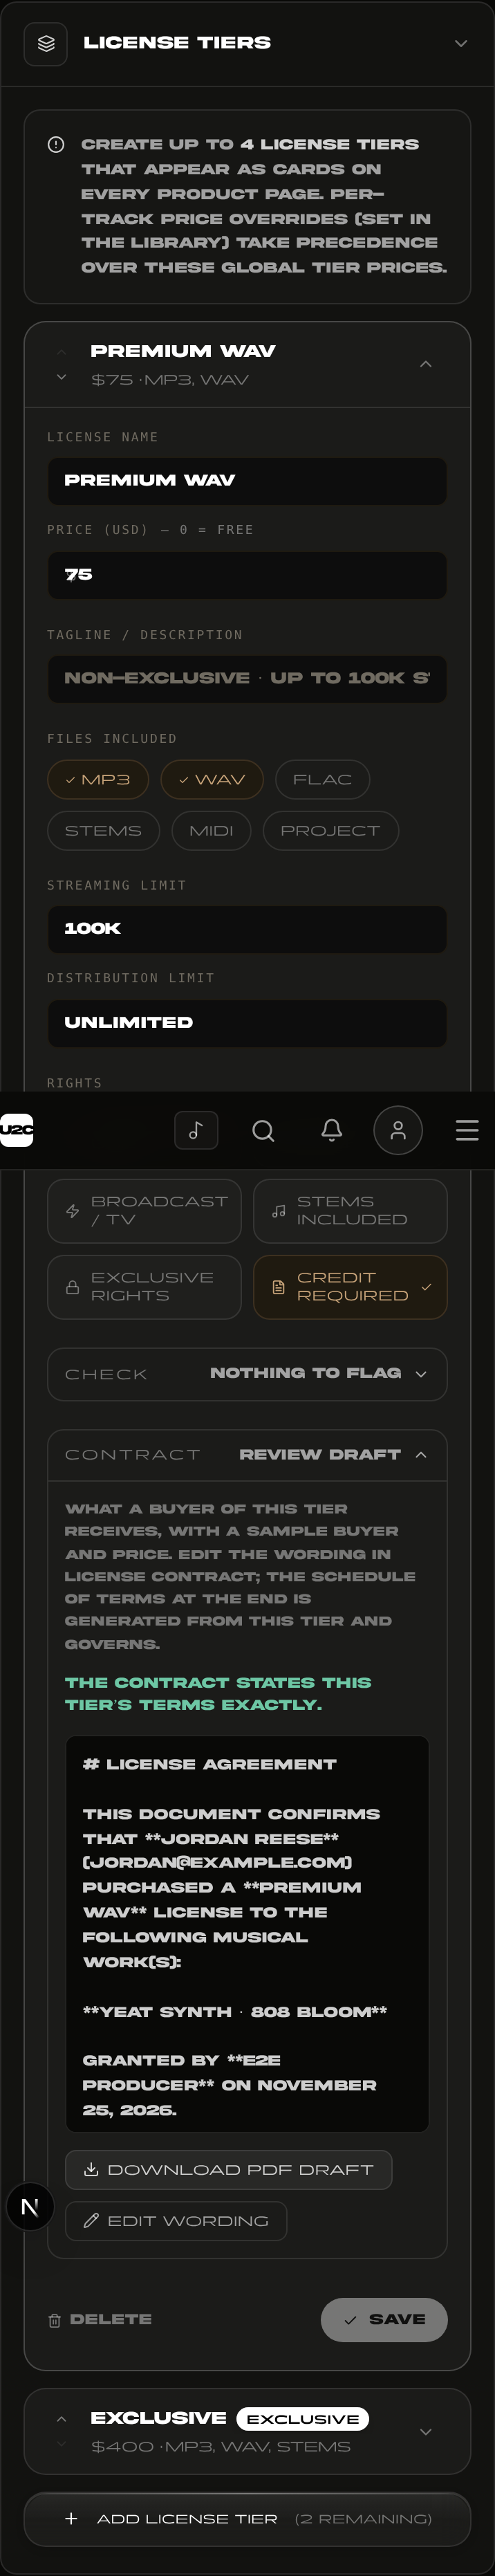 LICENSE TIERS
CREATE UP TO 4 LICENSE TIERS
THAT APPEAR AS CARDS ON
EVERY PRODUCT PAGE. PER-
TRACK PRICE OVERRIDES (SET IN
THE LIBRARY) TAKE PRECEDENCE
OVER THESE GLOBAL TIER PRICES.
PREMIUM WAV
$75 · MP3, WAV
LICENSE NAME
PREMIUM WAV
PRICE (USD) — 0 = FREE
75
TAGLINE / DESCRIPTION
NON-EXCLUSIVE · UP TO 100K
FILES INCLUDED
MP3
WAV
FLAC
STEMS
MIDI
PROJECT
STREAMING LIMIT
100K
DISTRIBUTION LIMIT
UNLIMITED
RIGHTS
U2C
BROADCAST
/ TV
STEMS
INCLUDED
EXCLUSIVE
RIGHTS
CREDIT
REQUIRED
CHECK
NOTHING TO FLAG
CONTRACT
REVIEW DRAFT
WHAT A BUYER OF THIS TIER
RECEIVES, WITH A SAMPLE BUYER
AND PRICE. EDIT THE WORDING IN
LICENSE CONTRACT; THE SCHEDULE
OF TERMS AT THE END IS
GENERATED FROM THIS TIER AND
GOVERNS.
THE CONTRACT STATES THIS
TIER'S TERMS EXACTLY.
# LICENSE AGREEMENT
THIS DOCUMENT CONFIRMS
THAT **JORDAN REESE**
(JORDAN@EXAMPLE.COM)
PURCHASED A **PREMIUM
WAV** LICENSE TO THE
FOLLOWING MUSICAL
WORK(S):
**YEAT SYNTH · 808 BLOOM**
GRANTED BY **E2E
PRODUCER** ON NOVEMBER
25, 2026.
DOWNLOAD PDF DRAFT
N
EDIT WORDING
DELETE
SAVE
EXCLUSIVE EXCLUSIVE
$400 · MP3, WAV, STEMS
+ ADD LICENSE TIER (2 REMAINING)